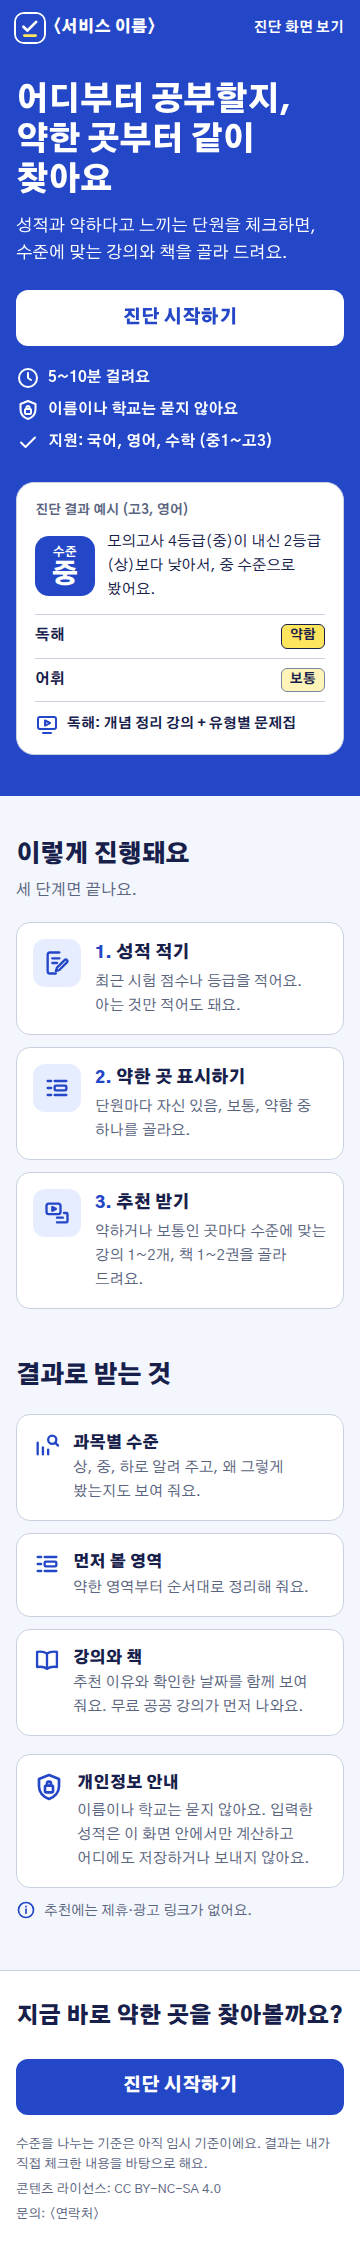 〈서비스 이름〉
진단 화면 보기
어디부터 공부할지,
약한 곳부터 같이
찾아요
성적과 약하다고 느끼는 단원을 체크하면,
수준에 맞는 강의와 책을 골라 드려요.
진단 시작하기
5~10분 걸려요
이름이나 학교는 묻지 않아요
지원: 국어, 영어, 수학 (중1~고3)
진단 결과 예시 (고3, 영어)
수준
중
모의고사 4등급(중)이 내신 2등급
(상)보다 낮아서, 중 수준으로
봤어요.
독해
약함
어휘
보통
독해: 개념 정리 강의 + 유형별 문제집
이렇게 진행돼요
세 단계면 끝나요.
1. 성적 적기
최근 시험 점수나 등급을 적어요.
아는 것만 적어도 돼요.
2. 약한 곳 표시하기
단원마다 자신 있음, 보통, 약함 중
하나를 골라요.
3. 추천 받기
약하거나 보통인 곳마다 수준에 맞는
강의 1~2개, 책 1~2권을 골라
드려요.
결과로 받는 것
과목별 수준
상, 중, 하로 알려 주고, 왜 그렇게
봤는지도 보여 줘요.
먼저 볼 영역
약한 영역부터 순서대로 정리해 줘요.
강의와 책
추천 이유와 확인한 날짜를 함께 보여
줘요. 무료 공공 강의가 먼저 나와요.
개인정보 안내
이름이나 학교는 묻지 않아요. 입력한
성적은 이 화면 안에서만 계산하고
어디에도 저장하거나 보내지 않아요.
추천에는 제휴·광고 링크가 없어요.
지금 바로 약한 곳을 찾아볼까요?
진단 시작하기
수준을 나누는 기준은 아직 임시 기준이에요. 결과는 내가
직접 체크한 내용을 바탕으로 해요.
콘텐츠 라이선스: CC BY-NC-SA 4.0
문의: 〈연락처〉